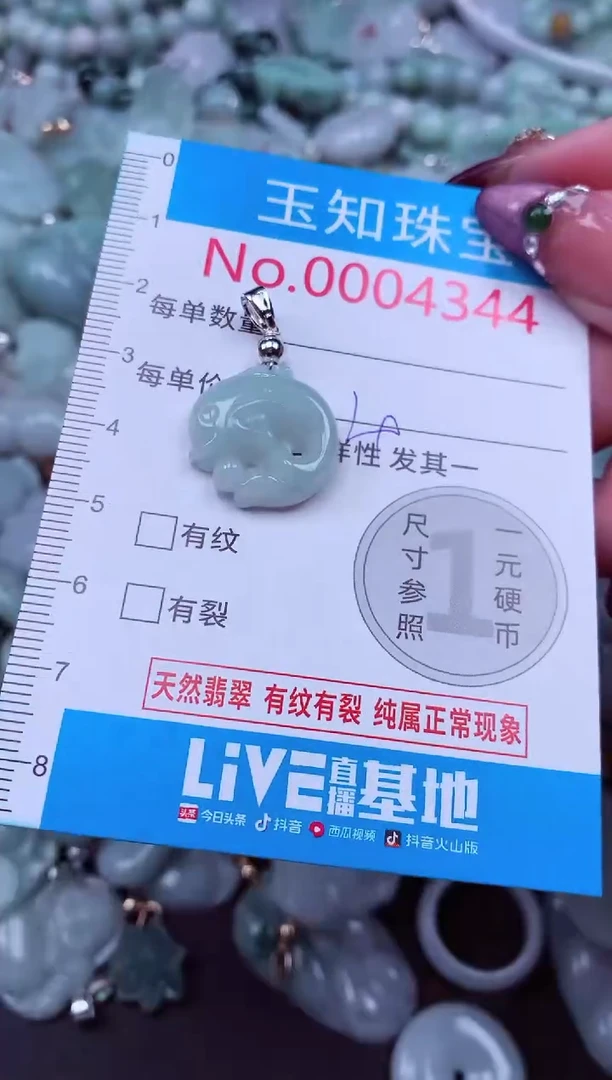 0
1
2
3
4
5
6
7
8
玉知珠宝
No.0004344
每单数量
每单价
样性 发其一
有纹
有裂
尺寸参照
1
一元硬币
天然翡翠 有纹有裂 纯属正常现象
LiVE直播基地
头条 今日头条 抖音 西瓜视频 抖音火山版